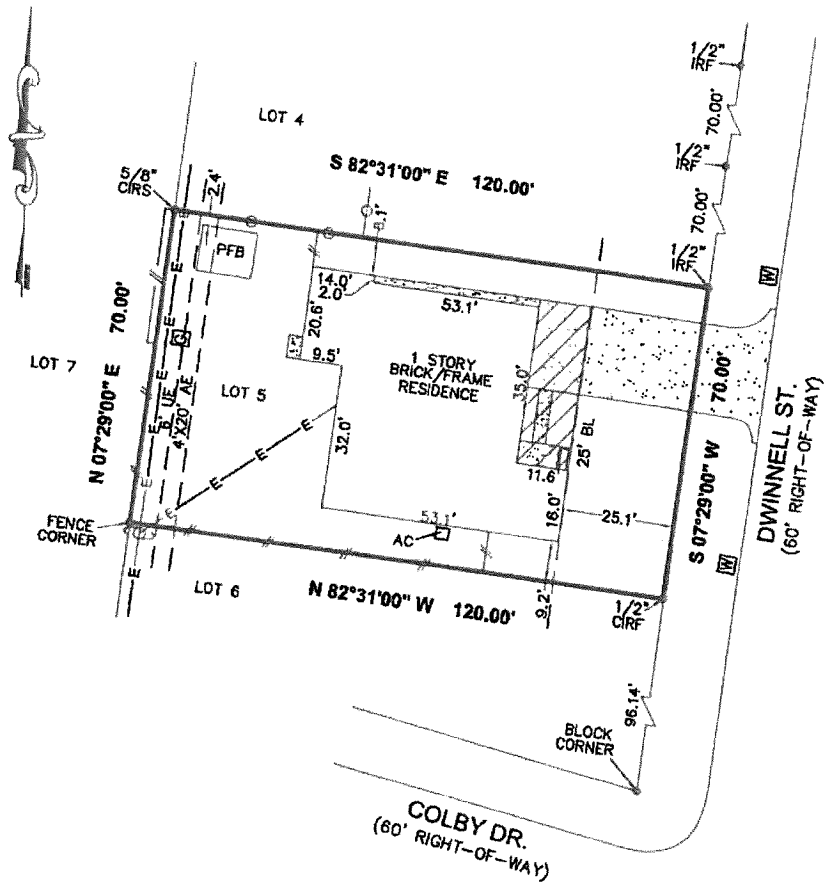 1/2"
IRF
70.00'
1/2"
IRF
70.00'
1/2"
IRF
LOT 4
S 82°31'00" E 120.00'
5/8"
CIRS
2.4'
8.1'
PFB
14.0'
2.0'
53.1'
20.6'
9.5'
1 STORY
BRICK/FRAME
RESIDENCE
35.0'
70.00'
W
G
LOT 7
N 07°29'00" E 70.00'
E
E
E
E
E
6' UE
4'X20' AE
LOT 5
32.0'
E
E
E
E
25' BL
11.6'
16.0'
25.1'
S 07°29'00" W
DWINNELL ST.
(60' RIGHT-OF-WAY)
FENCE
CORNER
53.1'
AC
W
E
LOT 6
N 82°31'00" W 120.00'
9.2'
1/2"
CIRF
96.14'
BLOCK
CORNER
COLBY DR.
(60' RIGHT-OF-WAY)